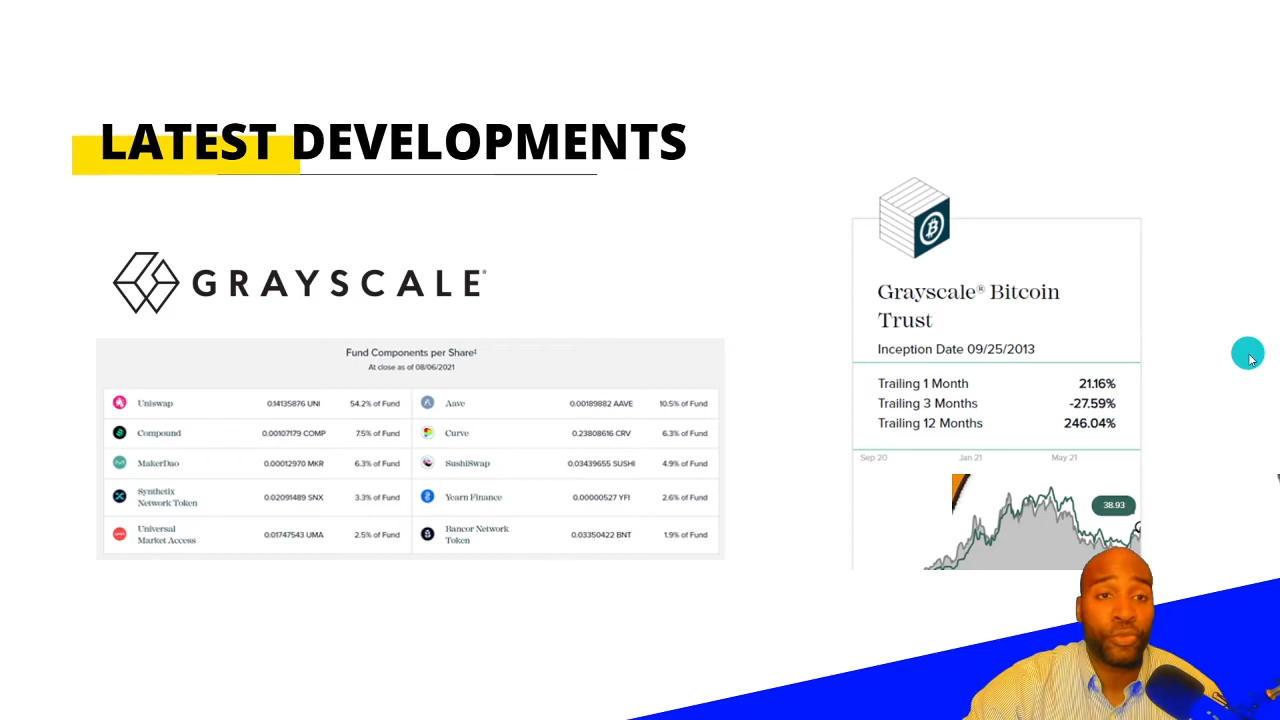 LATEST DEVELOPMENTS
GRAYSCALE®
Fund Components per Share‡
At close as of 08/06/2021
Uniswap 0.14135876 UNI 54.2% of Fund Aave 0.00189882 AAVE 10.5% of Fund
Compound 0.00107179 COMP 7.5% of Fund Curve 0.23808616 CRV 6.3% of Fund
MakerDao 0.00012970 MKR 6.3% of Fund SushiSwap 0.03439655 SUSHI 4.9% of Fund
Synthetix
Network Token 0.02091489 SNX 3.3% of Fund Yearn Finance 0.00000527 YFI 2.6% of Fund
Universal
Market Access 0.01747543 UMA 2.5% of Fund Bancor Network
Token 0.03350422 BNT 1.9% of Fund
Grayscale® Bitcoin
Trust
Inception Date 09/25/2013
Trailing 1 Month 21.16%
Trailing 3 Months -27.59%
Trailing 12 Months 246.04%
Sep 20 Jan 21 May 21
38.93